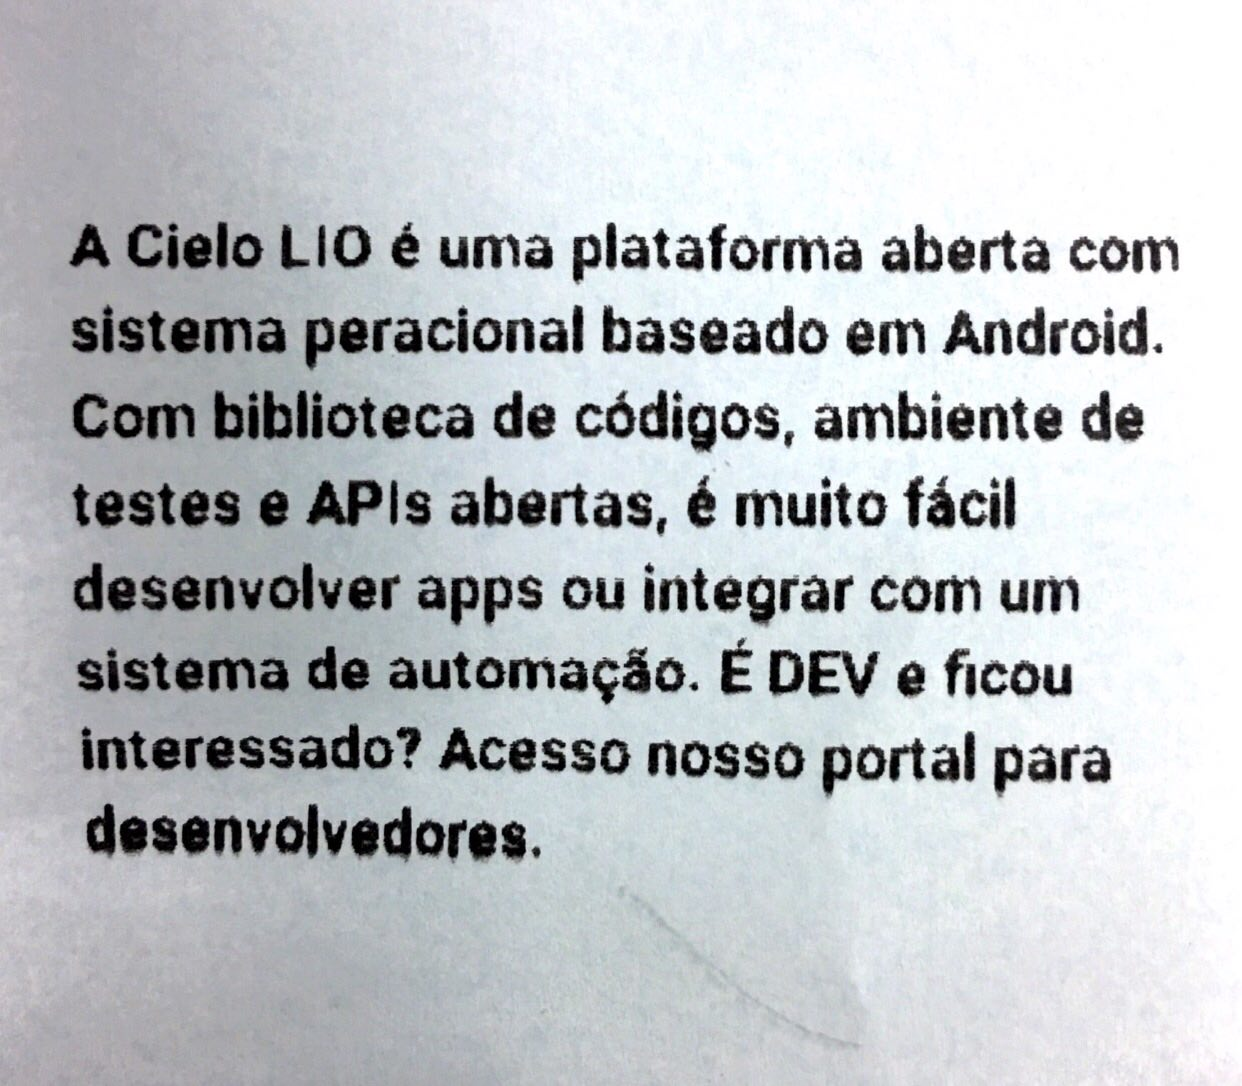 A Cielo LIO é uma plataforma aberta com
sistema peracional baseado em Android.
Com biblioteca de códigos, ambiente de
testes e APIs abertas, é muito fácil
desenvolver apps ou integrar com um
sistema de automação. É DEV e ficou
interessado? Acesso nosso portal para
desenvolvedores.